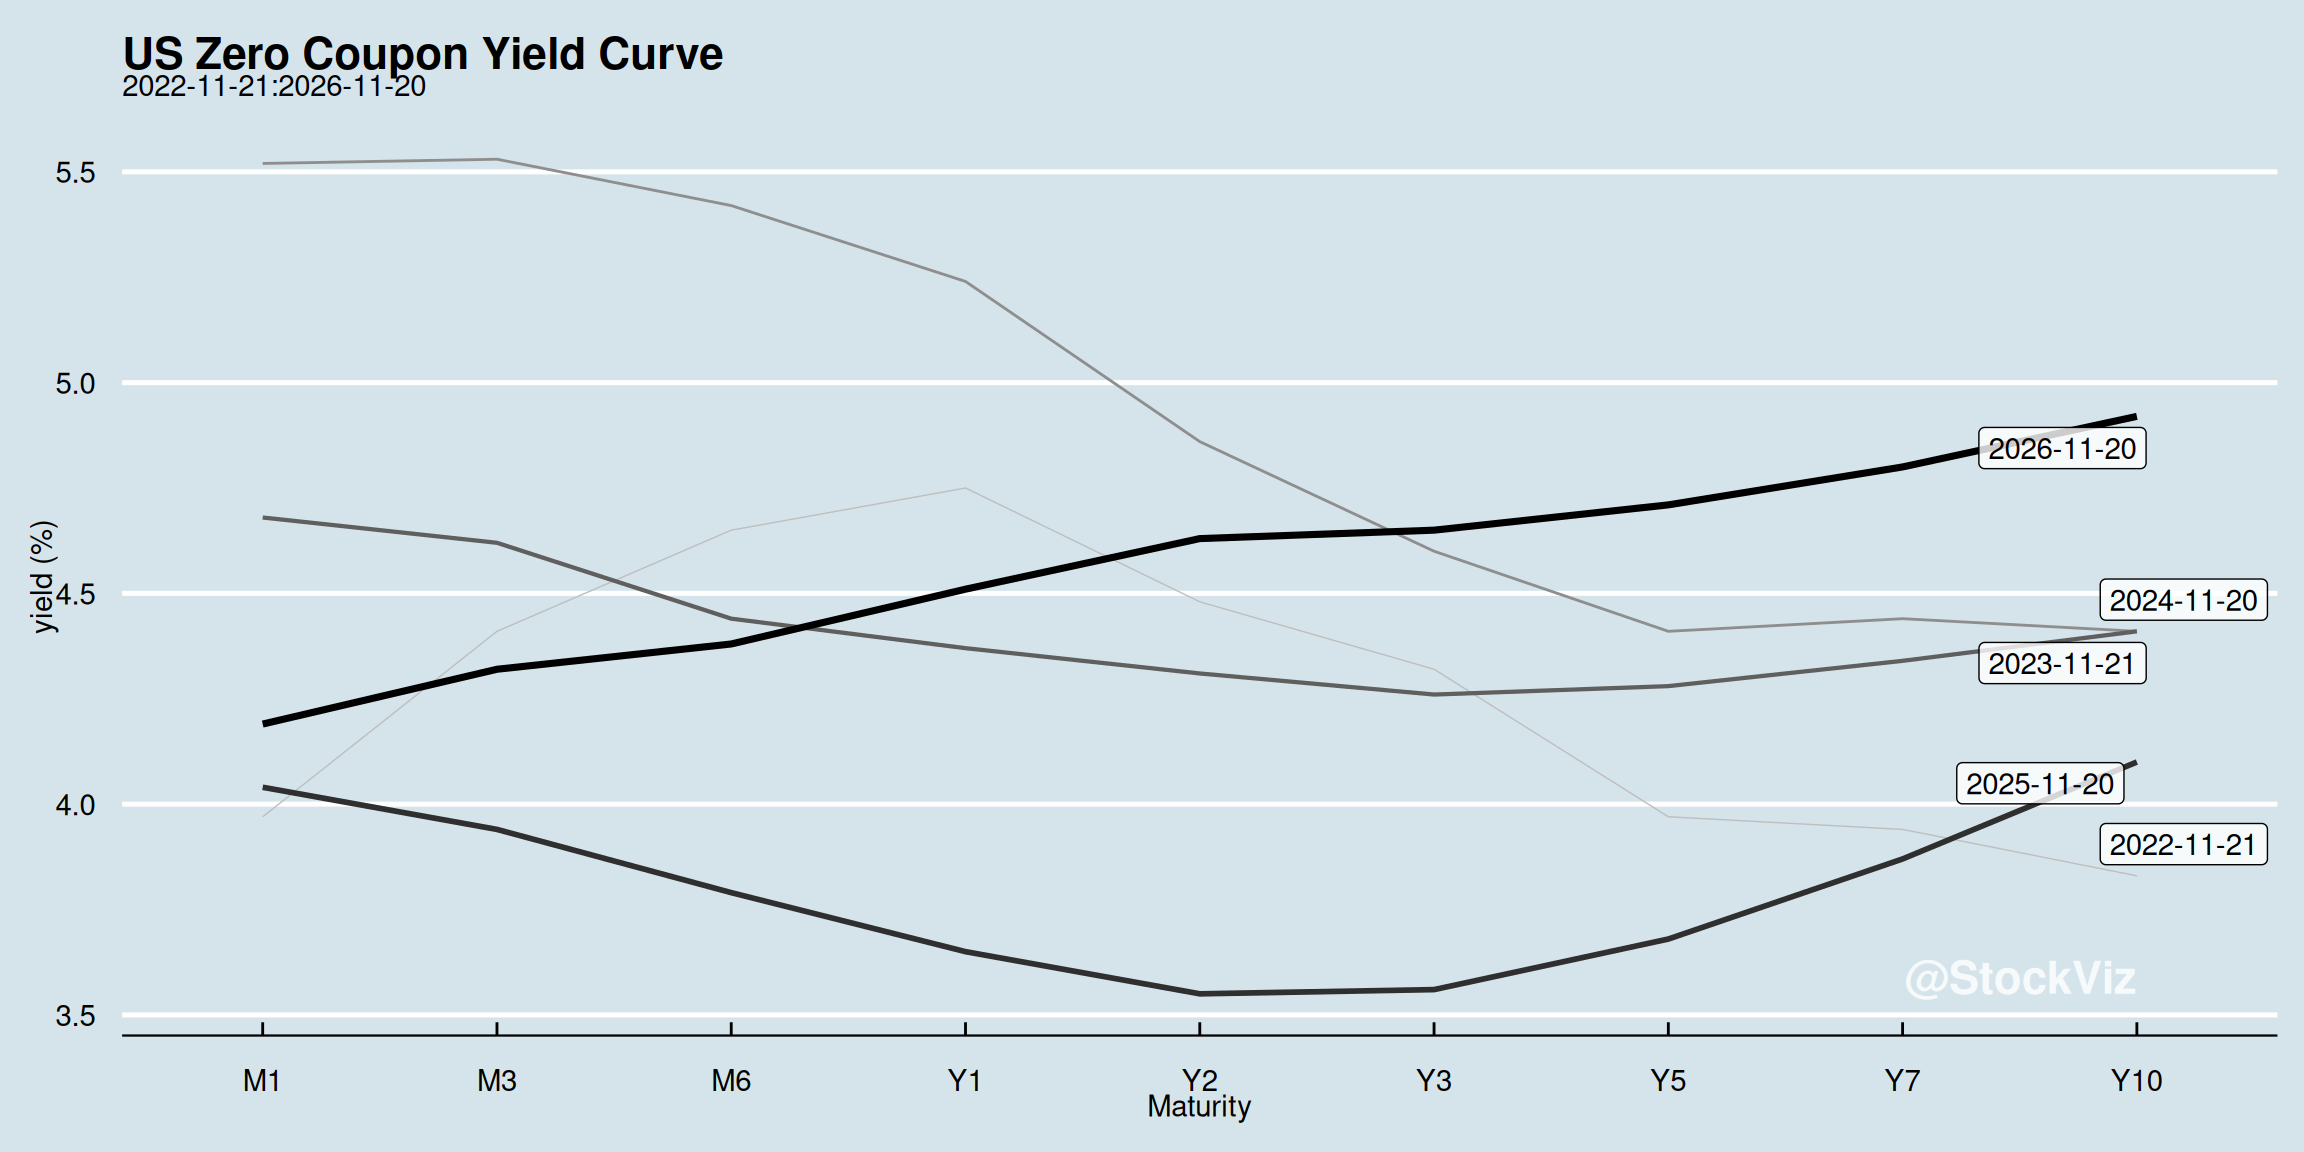 US Zero Coupon Yield Curve
2022-11-21:2026-11-20
yield (%)
5.5
5.0
4.5
4.0
3.5
2026-11-20
2024-11-20
2023-11-21
2025-11-20
2022-11-21
@StockViz
M1 M3 M6 Y1 Y2 Y3 Y5 Y7 Y10
Maturity